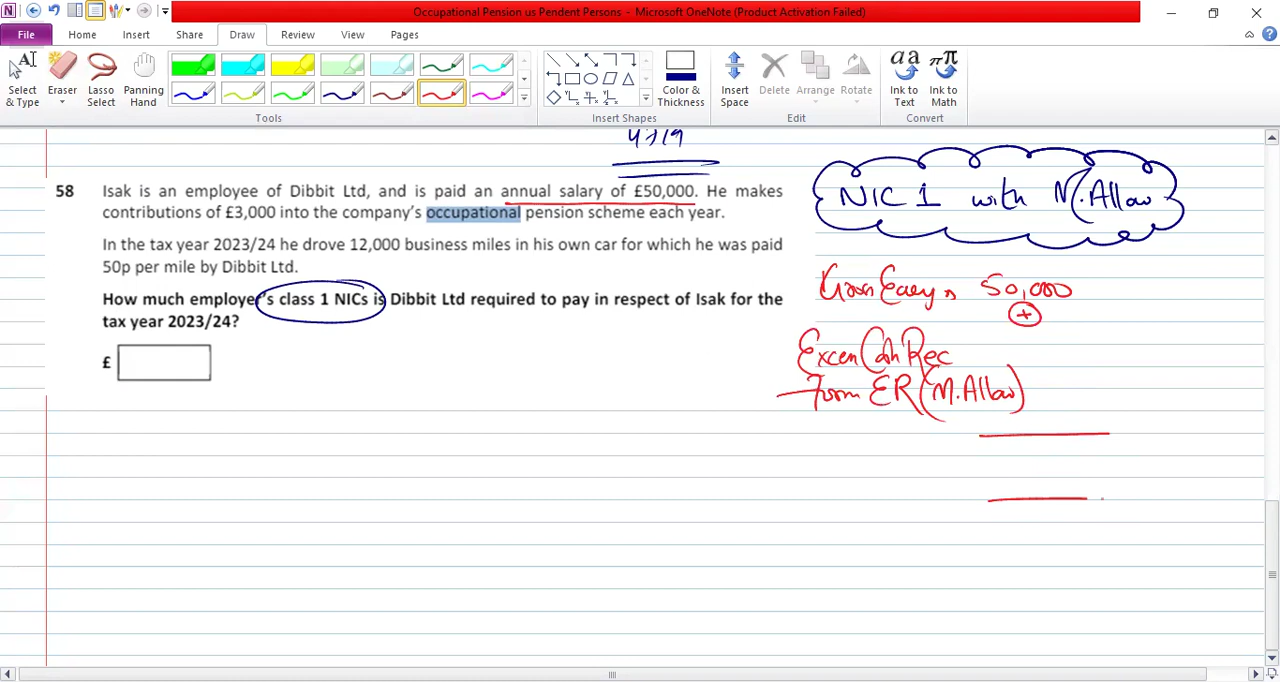 Occupational Pension us Pendent Persons – Microsoft OneNote (Product Activation Failed)
File Home Insert Share Draw Review View Pages
Select & Type
Eraser
Lasso Select
Panning Hand
Color & Thickness
Insert Space
Delete
Arrange
Rotate
Ink to Text
Ink to Math
Tools
Insert Shapes
Edit
Convert
58 Isak is an employee of Dibbit Ltd, and is paid an annual salary of £50,000. He makes
contributions of £3,000 into the company's occupational pension scheme each year.
In the tax year 2023/24 he drove 12,000 business miles in his own car for which he was paid
50p per mile by Dibbit Ltd.
How much employer's class 1 NICs is Dibbit Ltd required to pay in respect of Isak for the
tax year 2023/24?
£
NIC 1 with M.Allow
50,000
+
Rec
From ER (M.Allow)